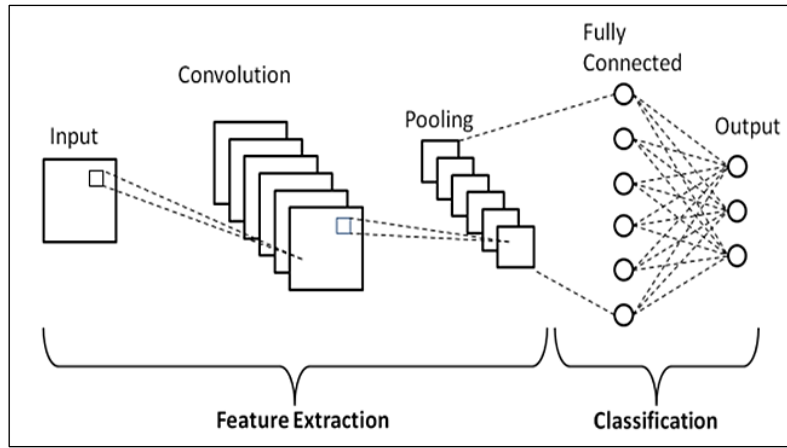 Fully
Connected
Convolution
Pooling
Output
Input
Feature Extraction
Classification